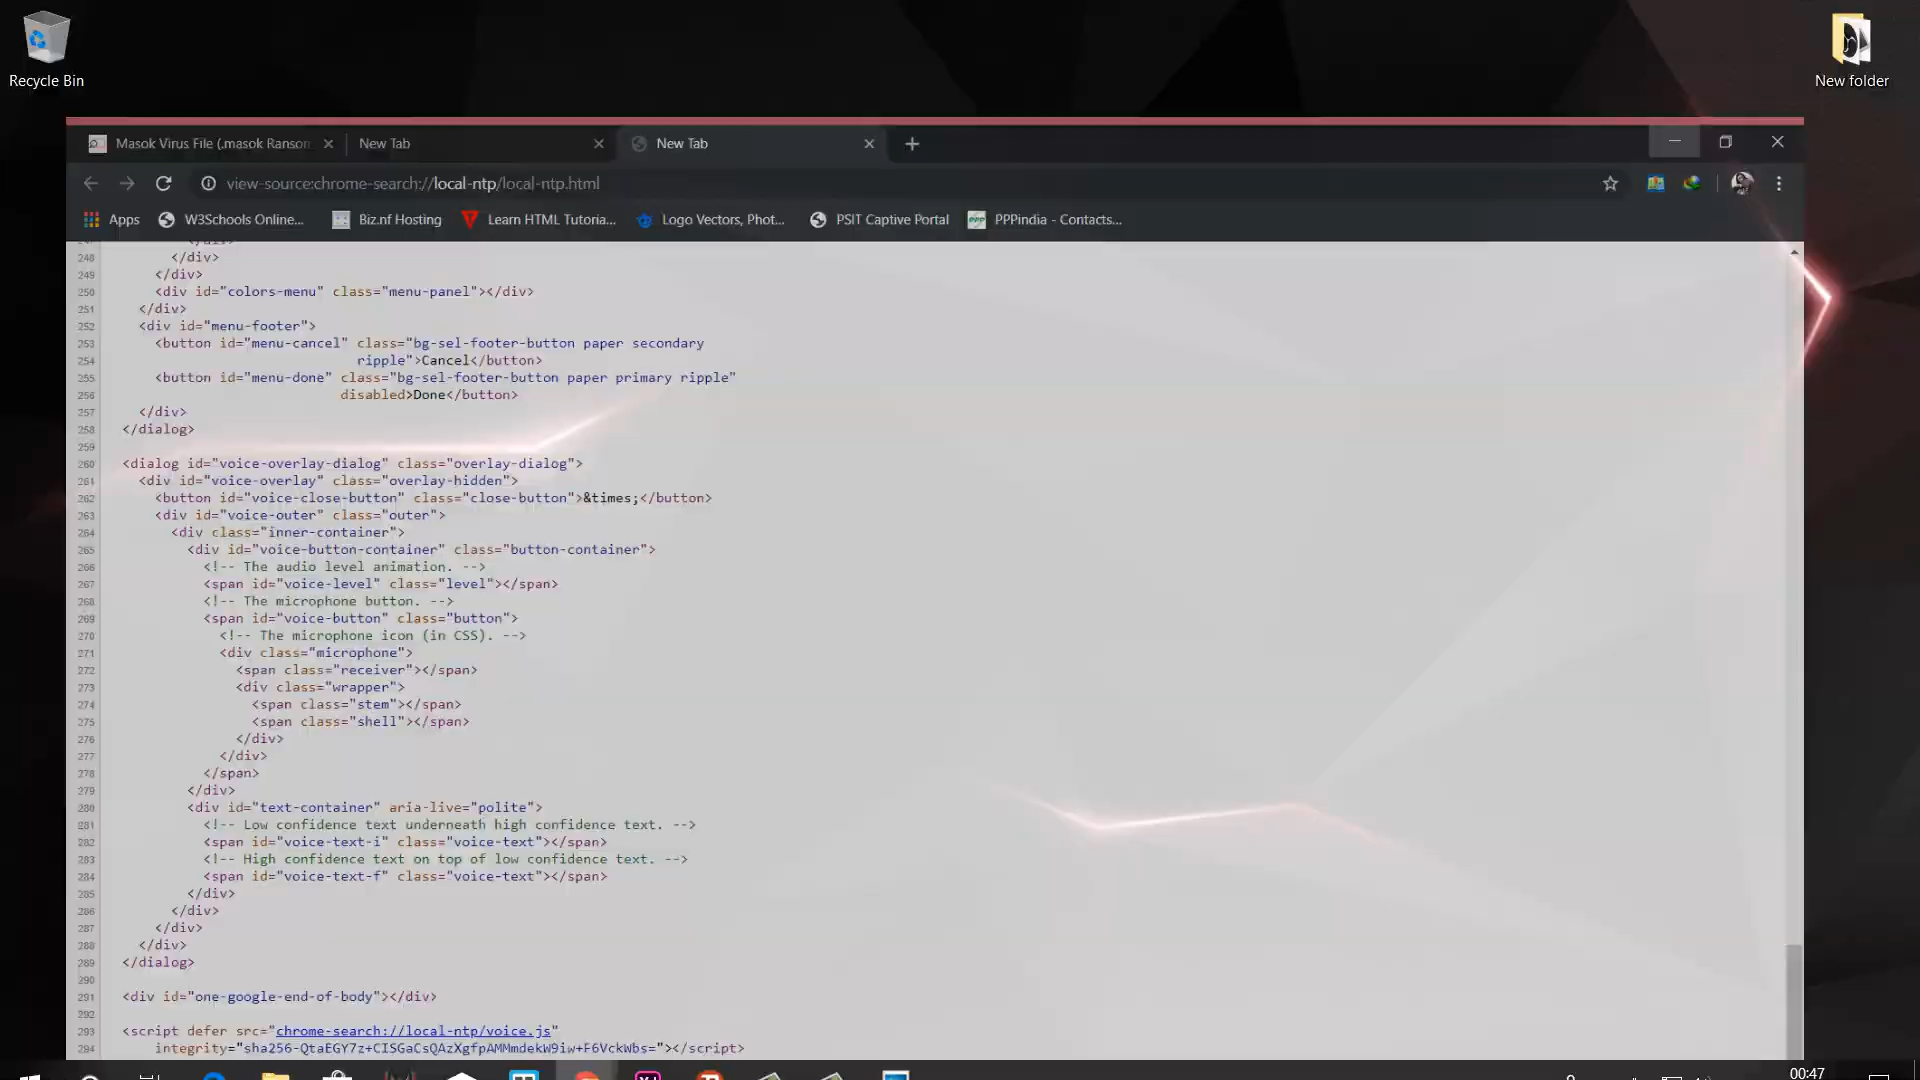 Recycle Bin
New folder
Masok Virus File (.masok Ransom
New Tab
New Tab
view-source:chrome-search://local-ntp/local-ntp.html
Apps
W3Schools Online...
Biz.nf Hosting
Learn HTML Tutoria...
Logo Vectors, Phot...
PSIT Captive Portal
PPPindia - Contacts...
248 </div>
249 </div>
250 <div id="colors-menu" class="menu-panel"></div>
251 </div>
252 <div id="menu-footer">
253 <button id="menu-cancel" class="bg-sel-footer-button paper secondary
254 ripple">Cancel</button>
255 <button id="menu-done" class="bg-sel-footer-button paper primary ripple"
256 disabled>Done</button>
257 </div>
258 </dialog>
259
260 <dialog id="voice-overlay-dialog" class="overlay-dialog">
261 <div id="voice-overlay" class="overlay-hidden">
262 <button id="voice-close-button" class="close-button">&times;</button>
263 <div id="voice-outer" class="outer">
264 <div class="inner-container">
265 <div id="voice-button-container" class="button-container">
266 <!-- The audio level animation. -->
267 <span id="voice-level" class="level"></span>
268 <!-- The microphone button. -->
269 <span id="voice-button" class="button">
270 <!-- The microphone icon (in CSS). -->
271 <div class="microphone">
272 <span class="receiver"></span>
273 <div class="wrapper">
274 <span class="stem"></span>
275 <span class="shell"></span>
276 </div>
277 </div>
278 </span>
279 </div>
280 <div id="text-container" aria-live="polite">
281 <!-- Low confidence text underneath high confidence text. -->
282 <span id="voice-text-i" class="voice-text"></span>
283 <!-- High confidence text on top of low confidence text. -->
284 <span id="voice-text-f" class="voice-text"></span>
285 </div>
286 </div>
287 </div>
288 </div>
289 </dialog>
290
291 <div id="one-google-end-of-body"></div>
292
293 <script defer src="chrome-search://local-ntp/voice.js"
294 integrity="sha256-QtaEGY7z+CISGaCsQAzXgfpAMMmdekW9iw+F6VckWbs="></script>
00:47